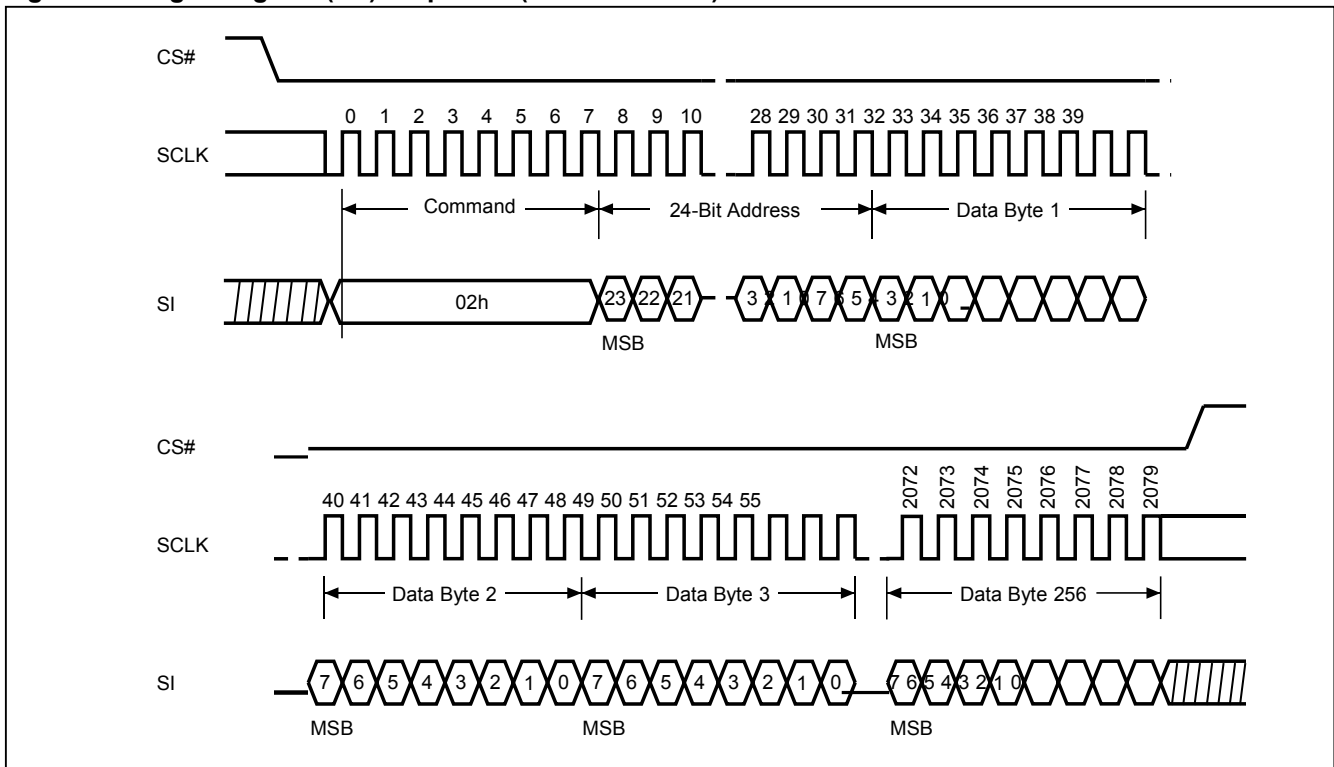 CS#
0 1 2 3 4 5 6 7 8 9 10 28 29 30 31 32 33 34 35 36 37 38 39
SCLK
Command 24-Bit Address Data Byte 1
SI 02h 23 22 21 3 2 1 0 7 6 5 4 3 2 1 0
MSB MSB
CS#
40 41 42 43 44 45 46 47 48 49 50 51 52 53 54 55 2072 2073 2074 2075 2076 2077 2078 2079
SCLK
Data Byte 2 Data Byte 3 Data Byte 256
SI 7 6 5 4 3 2 1 0 7 6 5 4 3 2 1 0 7 6 5 4 3 2 1 0
MSB MSB MSB